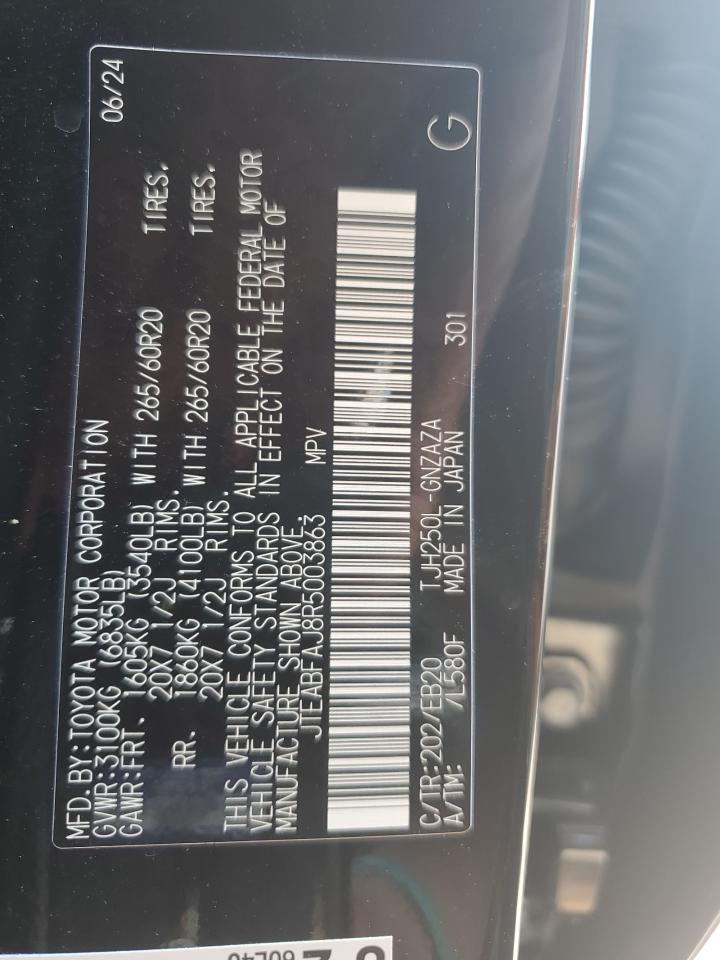 MFD.BY:TOYOTA MOTOR CORPORATION 06/24
GVWR:3100KG (6835LB)
GAWR:FRT. 1605KG (3540LB) WITH 265/60R20 TIRES.
20X7 1/2J RIMS.
RR. 1860KG (4100LB) WITH 265/60R20 TIRES.
20X7 1/2J RIMS.
THIS VEHICLE CONFORMS TO ALL APPLICABLE FEDERAL MOTOR
VEHICLE SAFETY STANDARDS IN EFFECT ON THE DATE OF
MANUFACTURE SHOWN ABOVE.
JTEABFAJ8R5003863 MPV
C/TR:202/EB20 TJH250L-GNZAZA
A/TM: /L580F MADE IN JAPAN 301
G